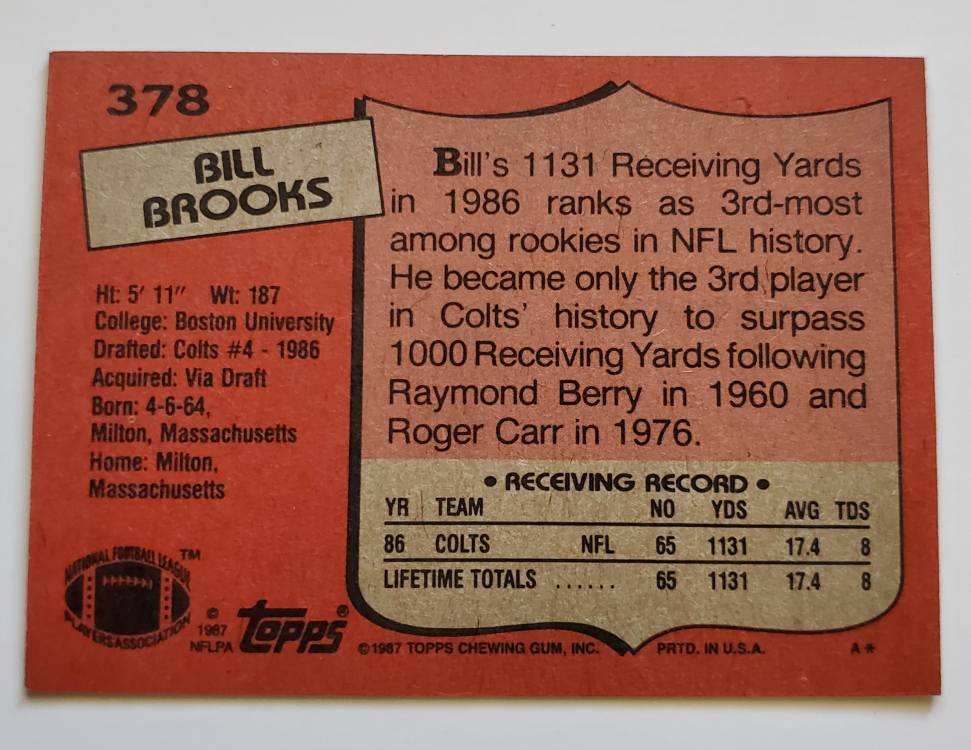 378
BILL
BROOKS
Ht: 5' 11" Wt: 187
College: Boston University
Drafted: Colts #4 - 1986
Acquired: Via Draft
Born: 4-6-64,
Milton, Massachusetts
Home: Milton,
Massachusetts
Bill's 1131 Receiving Yards
in 1986 ranks as 3rd-most
among rookies in NFL history.
He became only the 3rd player
in Colts' history to surpass
1000 Receiving Yards following
Raymond Berry in 1960 and
Roger Carr in 1976.
• RECEIVING RECORD •
YR TEAM NO YDS AVG TDS
86 COLTS NFL 65 1131 17.4 8
LIFETIME TOTALS ...... 65 1131 17.4 8
NATIONAL FOOTBALL LEAGUE ™
PLAYERS ASSOCIATION
© 1987 NFLPA
TOPPS®
©1987 TOPPS CHEWING GUM, INC. PRTD. IN U.S.A. A*